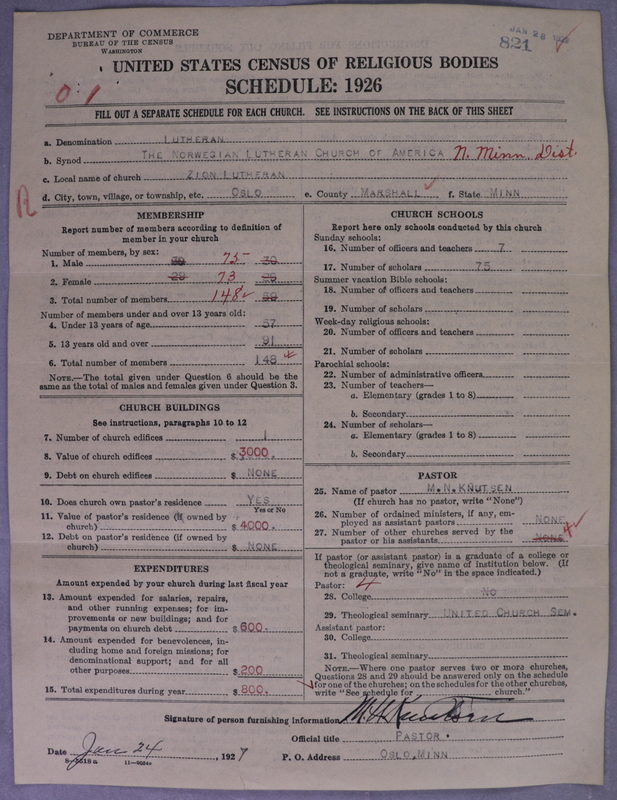 DEPARTMENT OF COMMERCE
BUREAU OF THE CENSUS
WASHINGTON
JAN 28 1928
821
UNITED STATES CENSUS OF RELIGIOUS BODIES
SCHEDULE: 1926
0 1
FILL OUT A SEPARATE SCHEDULE FOR EACH CHURCH. SEE INSTRUCTIONS ON THE BACK OF THIS SHEET
a. Denomination LUTHERAN
b. Synod THE NORWEGIAN LUTHERAN CHURCH OF AMERICA N. Minn. Dist.
c. Local name of church ZION LUTHERAN
d. City, town, village, or township, etc. OSLO e. County MARSHALL f. State MINN
R
MEMBERSHIP
Report number of members according to definition of
member in your church
Number of members, by sex:
1. Male 30 75 30
2. Female 28 73 28
3. Total number of members 148
Number of members under and over 13 years old:
4. Under 13 years of age 57
5. 13 years old and over 91
6. Total number of members 148
NOTE.—The total given under Question 6 should be
the same as the total of males and females given under Question 3.
CHURCH BUILDINGS
See instructions, paragraphs 10 to 12
7. Number of church edifices 1
8. Value of church edifices $ 3000.
9. Debt on church edifices $ NONE
10. Does church own pastor's residence YES
Yes or No
11. Value of pastor's residence (if owned by
church) $ 4000.
12. Debt on pastor's residence (if owned by
church) $ NONE
EXPENDITURES
Amount expended by your church during last fiscal year
13. Amount expended for salaries, repairs,
and other running expenses; for im-
provements or new buildings; and for
payments on church debt $ 600.
14. Amount expended for benevolences, in-
cluding home and foreign missions; for
denominational support; and for all
other purposes $ 200
15. Total expenditures during year $ 800.
CHURCH SCHOOLS
Report here only schools conducted by this church
Sunday schools:
16. Number of officers and teachers 7
17. Number of scholars 75
Summer vacation Bible schools:
18. Number of officers and teachers
19. Number of scholars
Week-day religious schools:
20. Number of officers and teachers
21. Number of scholars
Parochial schools:
22. Number of administrative officers
23. Number of teachers—
a. Elementary (grades 1 to 8)
b. Secondary
24. Number of scholars—
a. Elementary (grades 1 to 8)
b. Secondary
PASTOR
25. Name of pastor M. N. KNUTSEN
(If church has no pastor, write "None")
26. Number of ordained ministers, if any, em-
ployed as assistant pastors NONE
27. Number of other churches served by the
pastor or his assistants NONE 4
If pastor (or assistant pastor) is a graduate of a college or
theological seminary, give name of institution below. (If
not a graduate, write "No" in the space indicated.)
Pastor: 4
28. College NO
29. Theological seminary UNITED CHURCH SEM.
Assistant pastor:
30. College
31. Theological seminary
NOTE.—Where one pastor serves two or more churches,
Questions 28 and 29 should be answered only on the schedule
for one of the churches; on the schedules for the other churches,
write "See schedule for church."
Signature of person furnishing information M. N. Knutsen
Official title PASTOR.
Date Jan 24 1927 P. O. Address OSLO, MINN